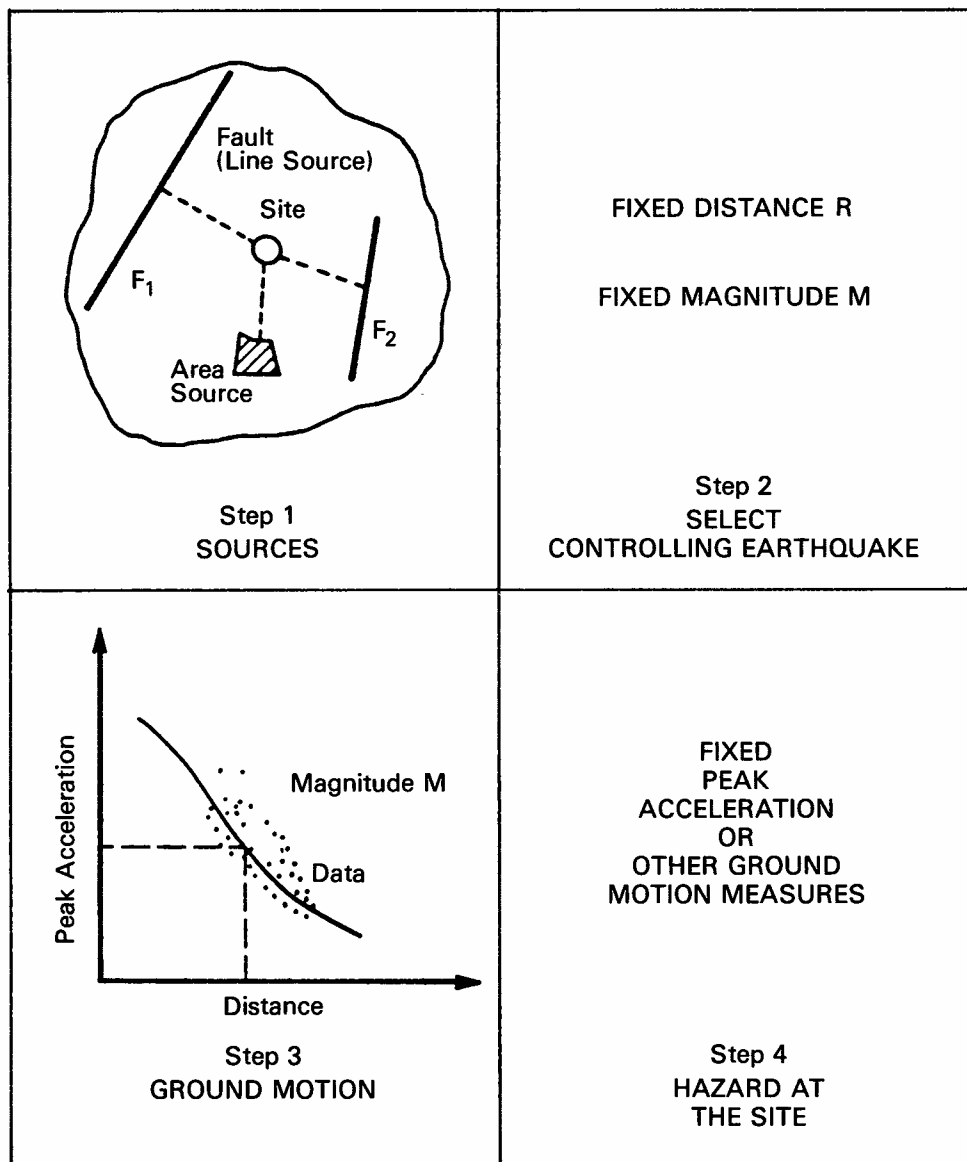 Fault
(Line Source)
Site
F₁
F₂
Area
Source
Step 1
SOURCES
FIXED DISTANCE R
FIXED MAGNITUDE M
Step 2
SELECT
CONTROLLING EARTHQUAKE
Peak Acceleration
Magnitude M
Data
Distance
Step 3
GROUND MOTION
FIXED
PEAK
ACCELERATION
OR
OTHER GROUND
MOTION MEASURES
Step 4
HAZARD AT
THE SITE